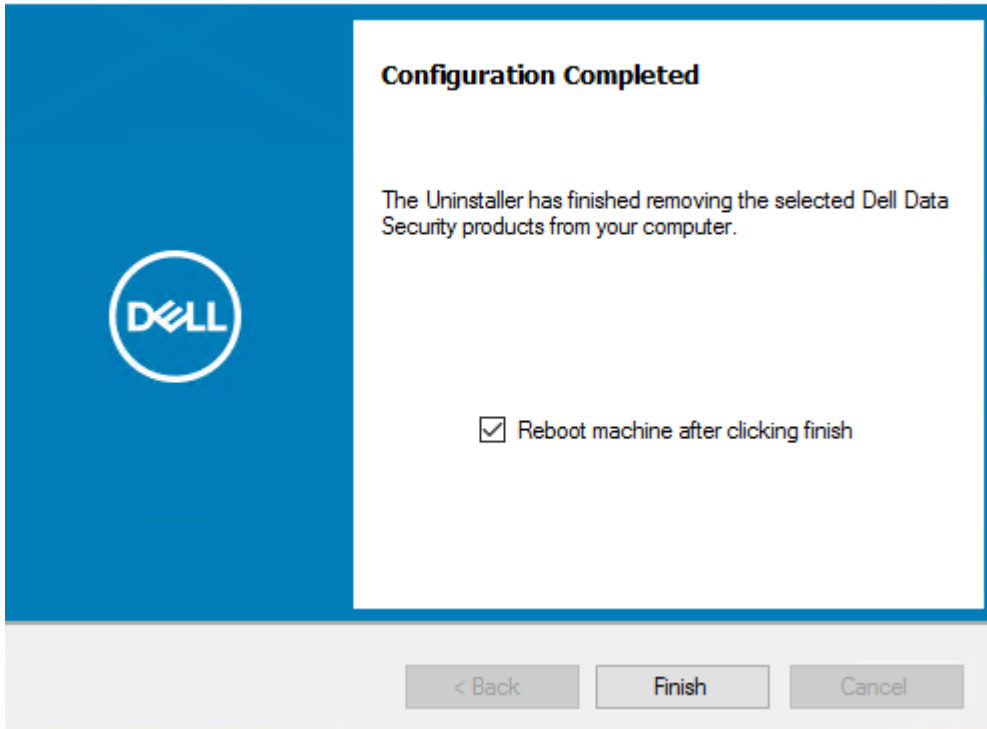 Configuration Completed
The Uninstaller has finished removing the selected Dell Data
Security products from your computer.
DELL
Reboot machine after clicking finish
< Back
Finish
Cancel